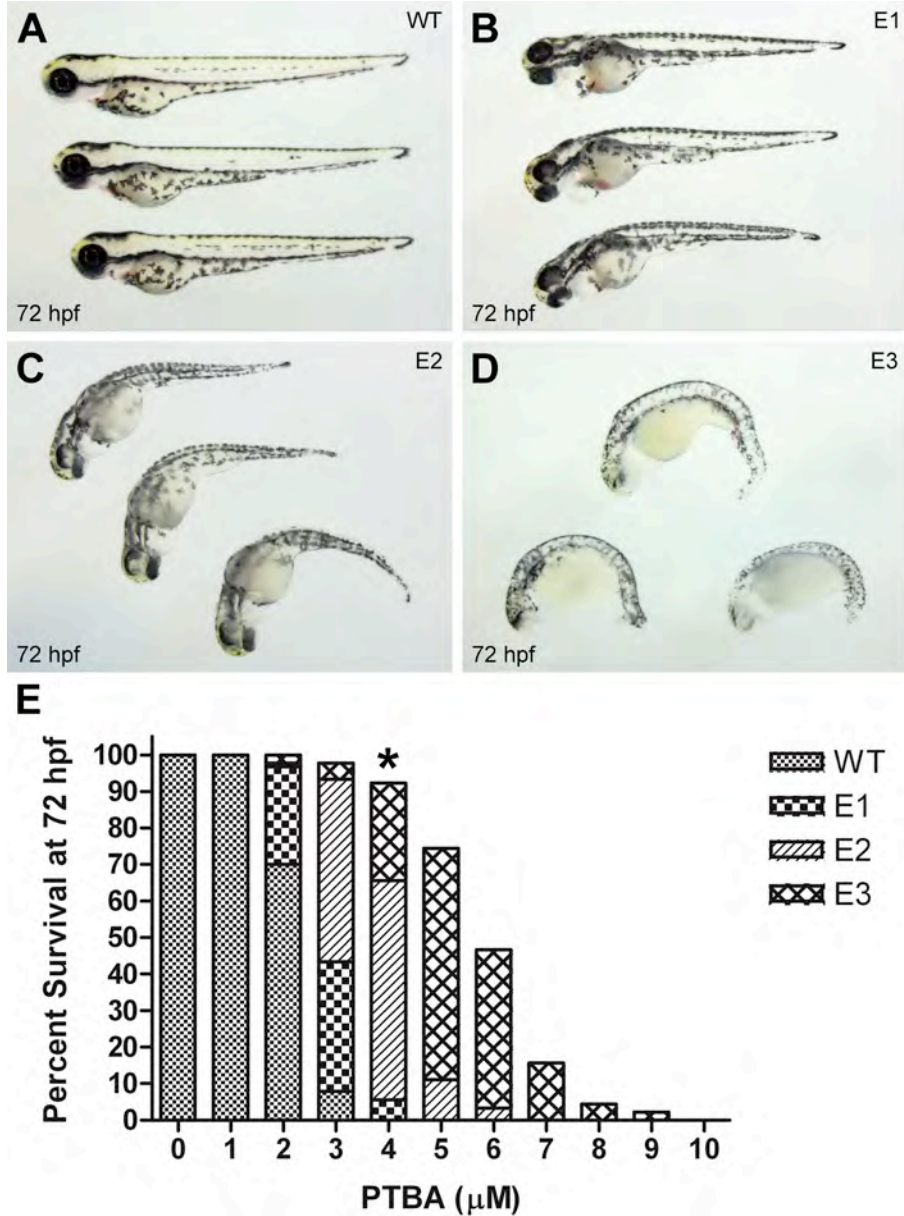 A
WT
72 hpf
B
E1
72 hpf
C
E2
72 hpf
D
E3
72 hpf
E
Percent Survival at 72 hpf
100
90
80
70
60
50
40
30
20
10
0
*
0 1 2 3 4 5 6 7 8 9 10
PTBA (μM)
WT
E1
E2
E3